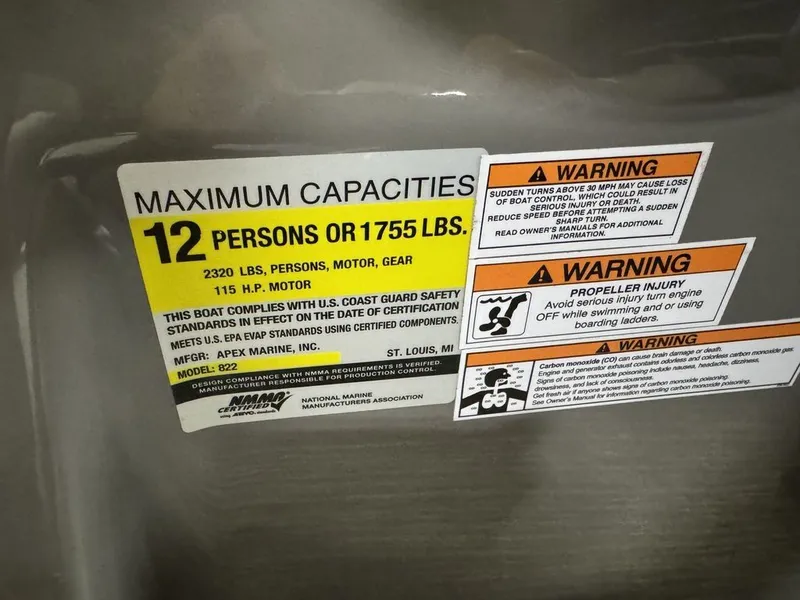 MAXIMUM CAPACITIES
12 PERSONS OR 1755 LBS.
2320 LBS, PERSONS, MOTOR, GEAR
115 H.P. MOTOR
THIS BOAT COMPLIES WITH U.S. COAST GUARD SAFETY
STANDARDS IN EFFECT ON THE DATE OF CERTIFICATION
MEETS U.S. EPA EVAP STANDARDS USING CERTIFIED COMPONENTS.
MFGR: APEX MARINE, INC. ST. LOUIS, MI
MODEL: 822
DESIGN COMPLIANCE WITH NMMA REQUIREMENTS IS VERIFIED.
MANUFACTURER RESPONSIBLE FOR PRODUCTION CONTROL.
NMMA
CERTIFIED
NATIONAL MARINE
MANUFACTURERS ASSOCIATION
WARNING
SUDDEN TURNS ABOVE 30 MPH MAY CAUSE LOSS
OF BOAT CONTROL, WHICH COULD RESULT IN
SERIOUS INJURY OR DEATH.
REDUCE SPEED BEFORE ATTEMPTING A SUDDEN
SHARP TURN.
READ OWNER'S MANUALS FOR ADDITIONAL
INFORMATION.
WARNING
PROPELLER INJURY
Avoid serious injury turn engine
OFF while swimming and or using
boarding ladders.
WARNING
Carbon monoxide (CO) can cause brain damage or death.
Engine and generator exhaust contains odorless and colorless carbon monoxide gas.
Signs of carbon monoxide poisoning include nausea, headache, dizziness,
drowsiness, and lack of consciousness.
Get fresh air if anyone shows signs of carbon monoxide poisoning.
See Owner's Manual for information regarding carbon monoxide poisoning.